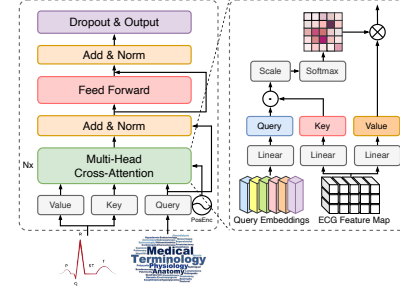 Dropout & Output
Add & Norm
Feed Forward
Add & Norm
Nx
Multi-Head
Cross-Attention
Value
Key
Query
PosEnc
R
P
ST
T
Q
Medical
Terminology
Physiology
Anatomy
Scale
Softmax
Query
Key
Value
Linear
Linear
Linear
Query Embeddings
ECG Feature Map